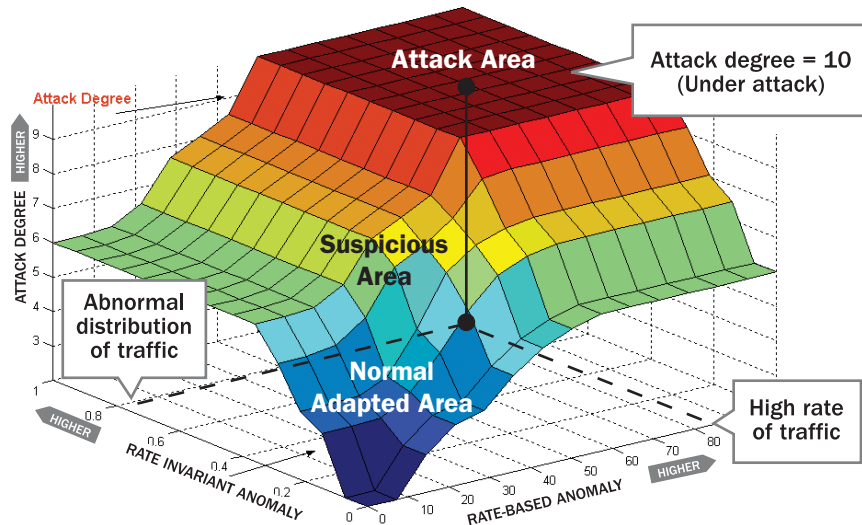 Attack Area
Attack degree = 10
(Under attack)
Attack Degree
HIGHER
ATTACK DEGREE
9
8
7
6
5
4
3
Suspicious
Area
Abnormal
distribution
of traffic
Normal
Adapted Area
High rate
of traffic
1
0.8
0.6
0.4
0.2
0
HIGHER
RATE INVARIANT ANOMALY
0
10
20
30
40
50
60
70
80
HIGHER
RATE-BASED ANOMALY